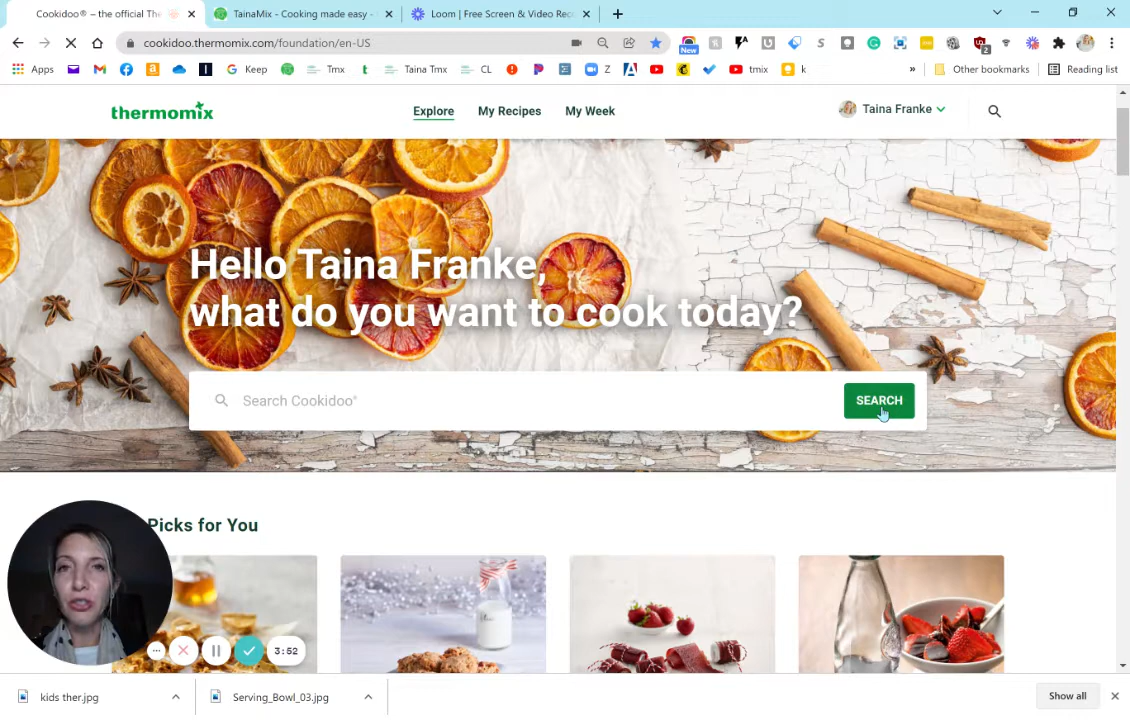 Cookidoo® – the official The
TainaMix - Cooking made easy -
Loom | Free Screen & Video Rec
cookidoo.thermomix.com/foundation/en-US
New
2
Apps
Keep
Tmx
t
Taina Tmx
CL
Z
tmix
k
»
Other bookmarks
Reading list
thermomix
Explore
My Recipes
My Week
Taina Franke
Hello Taina Franke,
what do you want to cook today?
Search Cookidoo®
SEARCH
Picks for You
3:52
kids ther.jpg
Serving_Bowl_03.jpg
Show all